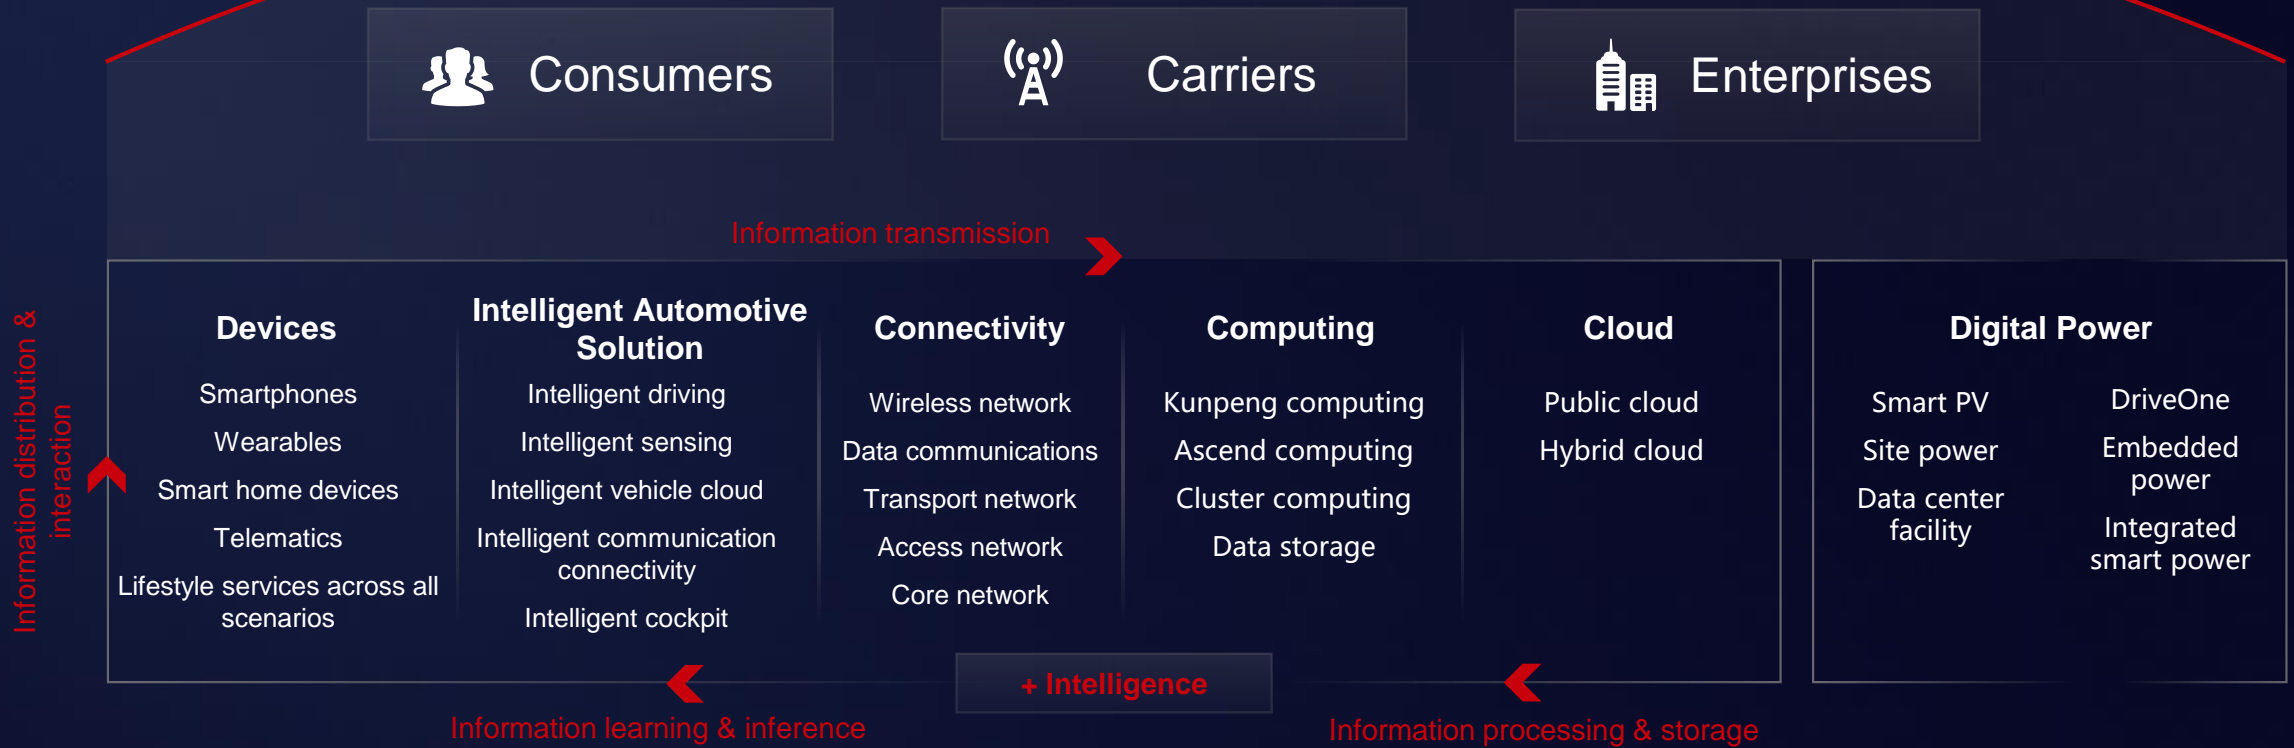 Consumers
Carriers
Enterprises
Information transmission
Information distribution &
interaction
Devices
Smartphones
Wearables
Smart home devices
Telematics
Lifestyle services across all
scenarios
Intelligent Automotive
Solution
Intelligent driving
Intelligent sensing
Intelligent vehicle cloud
Intelligent communication
connectivity
Intelligent cockpit
Connectivity
Wireless network
Data communications
Transport network
Access network
Core network
Computing
Kunpeng computing
Ascend computing
Cluster computing
Data storage
Cloud
Public cloud
Hybrid cloud
Digital Power
Smart PV
Site power
Data center
facility
DriveOne
Embedded
power
Integrated
smart power
+ Intelligence
Information learning & inference
Information processing & storage